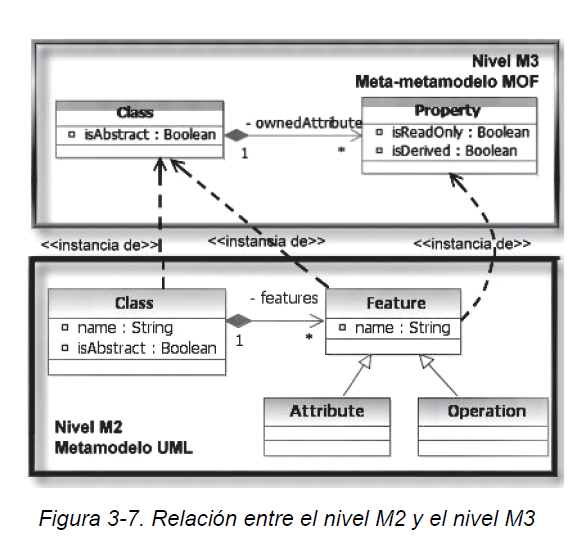 Nivel M3
Meta-metamodelo MOF
Class
isAbstract : Boolean
- ownedAttribute
1
*
Property
isReadOnly : Boolean
isDerived : Boolean
<<instancia de>>
<<instancia de>>
<<instancia de>>
Class
name : String
isAbstract : Boolean
- features
1
*
Feature
name : String
Attribute
Operation
Nivel M2
Metamodelo UML
Figura 3-7. Relación entre el nivel M2 y el nivel M3